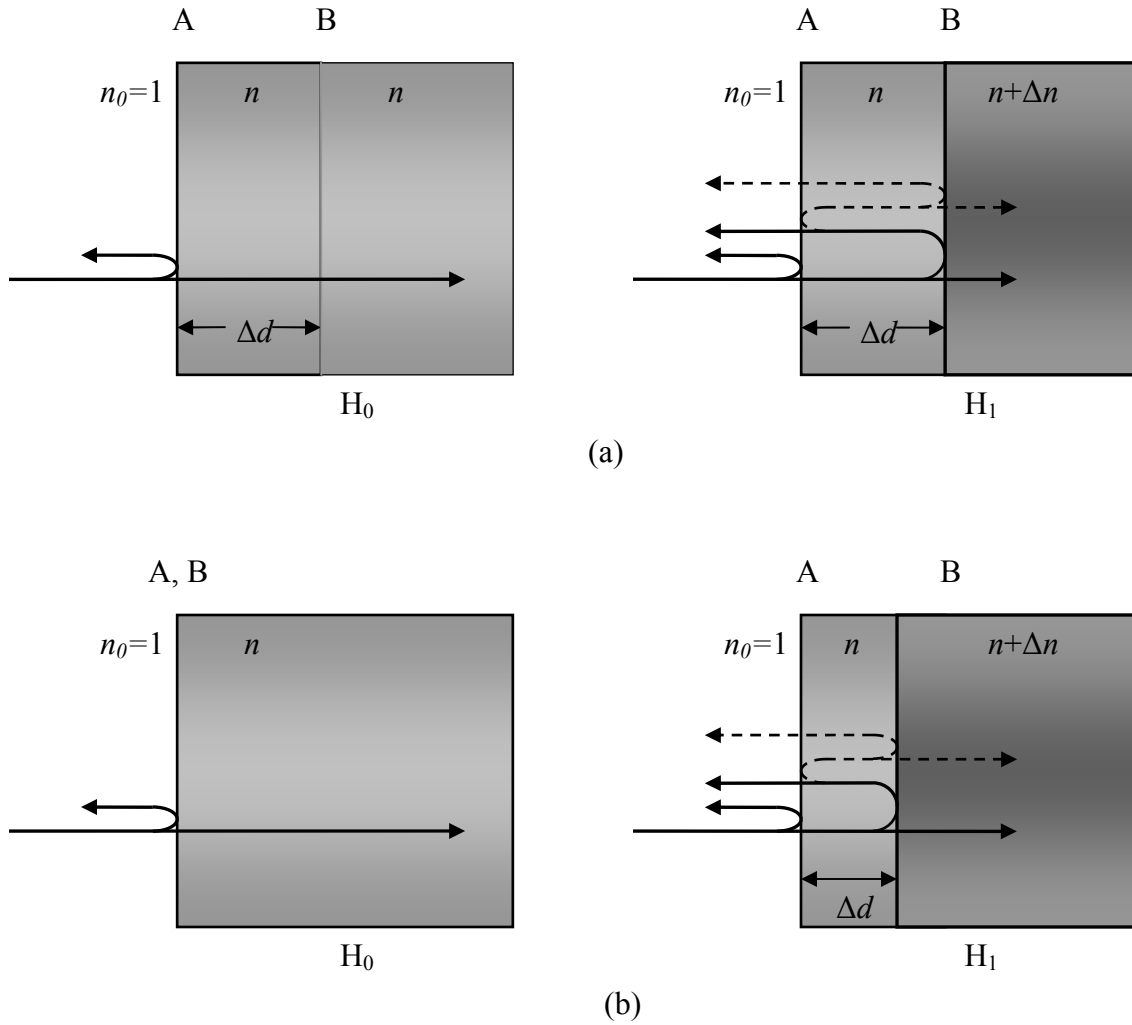 A B A B
n₀=1 n n n₀=1 n n+Δn
Δd Δd
H₀ H₁
(a)
A, B A B
n₀=1 n n₀=1 n n+Δn
Δd
H₀ H₁
(b)